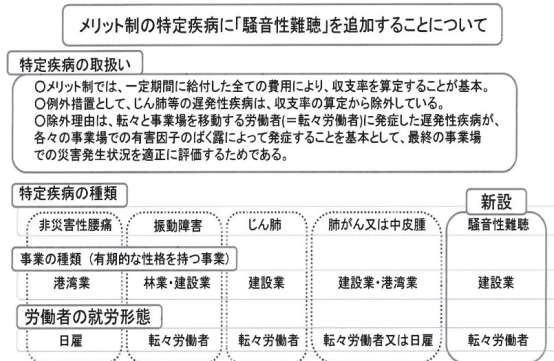 メリット制の特定疾病に「騒音性難聴」を追加することについて
特定疾病の取扱い
○メリット制では、一定期間に給付した全ての費用により、収支率を算定することが基本。
○例外措置として、じん肺等の遅発性疾病は、収支率の算定から除外している。
○除外理由は、転々と事業場を移動する労働者(=転々労働者)に発症した遅発性疾病が、
各々の事業場での有害因子のばく露によって発症することを基本として、最終の事業場
での災害発生状況を適正に評価するためである。
特定疾病の種類
新設
非災害性腰痛 振動障害 じん肺 肺がん又は中皮腫 騒音性難聴
事業の種類(有期的な性格を持つ事業)
港湾業 林業・建設業 建設業 建設業・港湾業 建設業
労働者の就労形態
日雇 転々労働者 転々労働者 転々労働者又は日雇 転々労働者